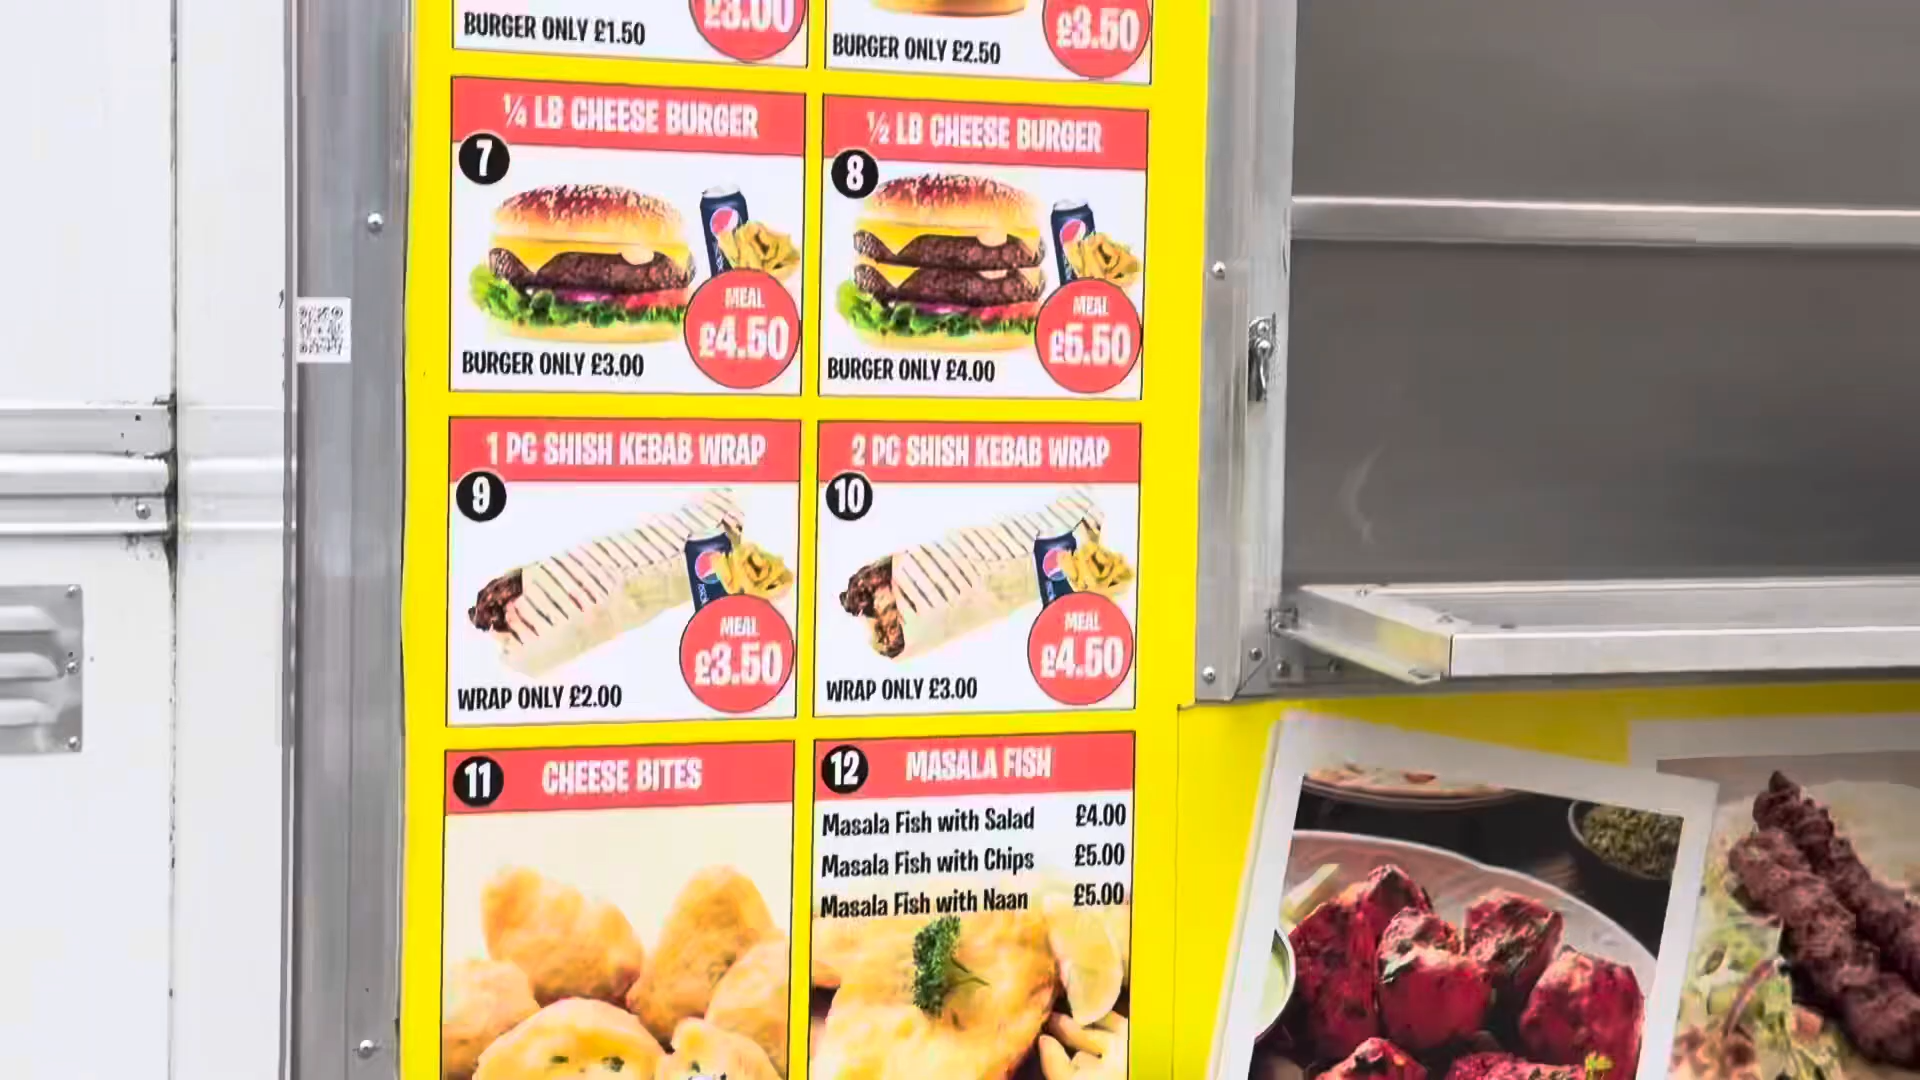 £3.00
BURGER ONLY £1.50
£3.50
BURGER ONLY £2.50
¼ LB CHEESE BURGER
7
MEAL
£4.50
BURGER ONLY £3.00
½ LB CHEESE BURGER
8
MEAL
£5.50
BURGER ONLY £4.00
1 PC SHISH KEBAB WRAP
9
MEAL
£3.50
WRAP ONLY £2.00
2 PC SHISH KEBAB WRAP
10
MEAL
£4.50
WRAP ONLY £3.00
11 CHEESE BITES
12 MASALA FISH
Masala Fish with Salad £4.00
Masala Fish with Chips £5.00
Masala Fish with Naan £5.00